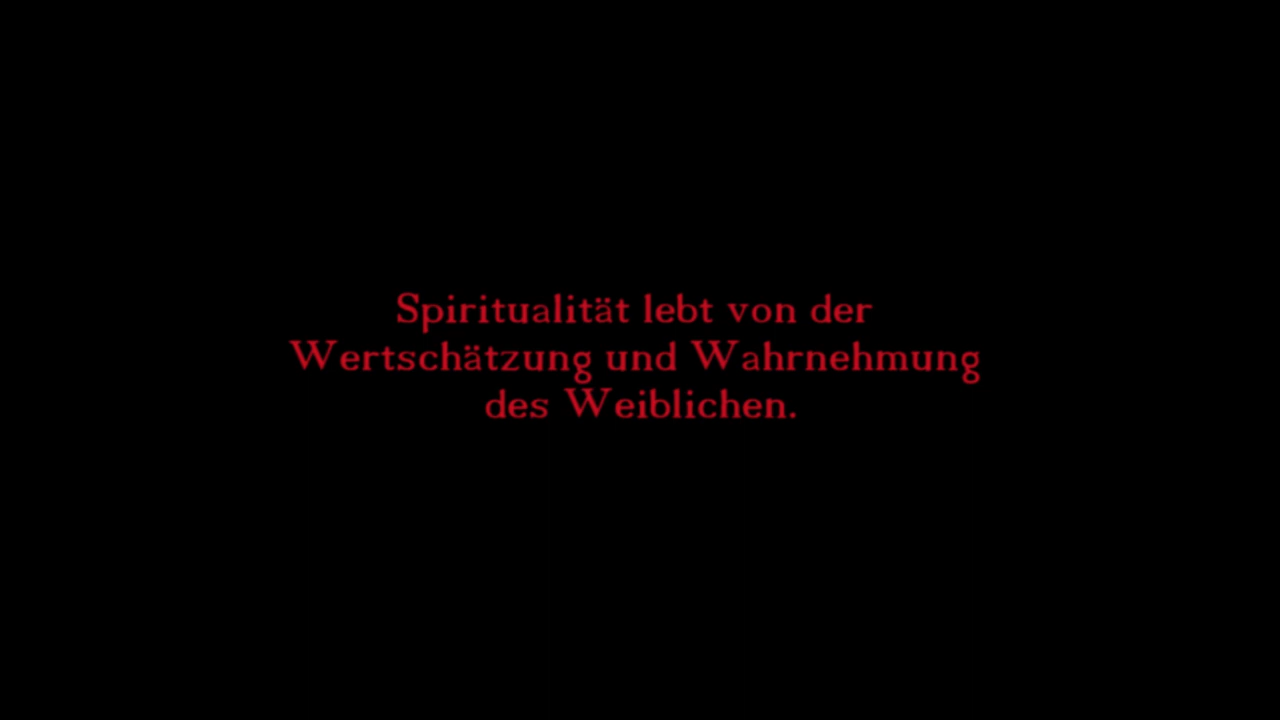 Spiritualität lebt von der
Wertschätzung und Wahrnehmung
des Weiblichen.